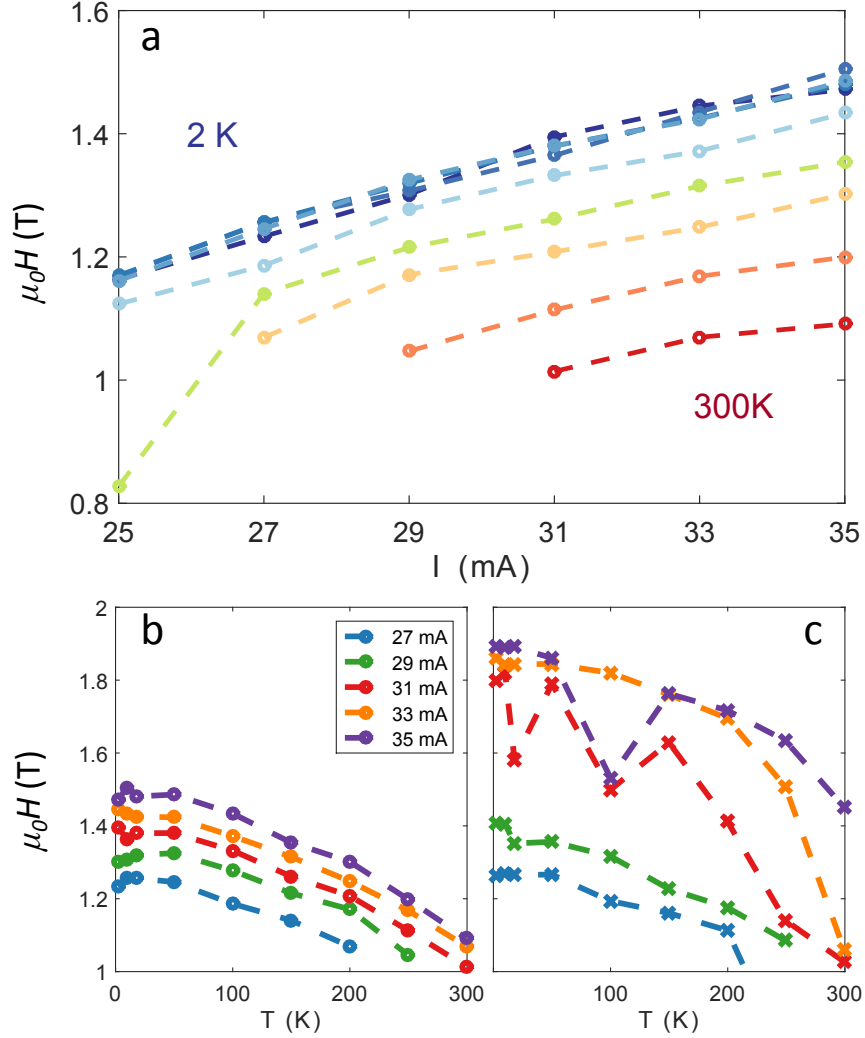 a
1.6
1.4
1.2
1
0.8
μ₀H (T)
2 K
300K
25 27 29 31 33 35
I (mA)
b
c
2
1.8
1.6
1.4
1.2
1
μ₀H (T)
27 mA
29 mA
31 mA
33 mA
35 mA
0 100 200 300
100 200 300
T (K)
T (K)